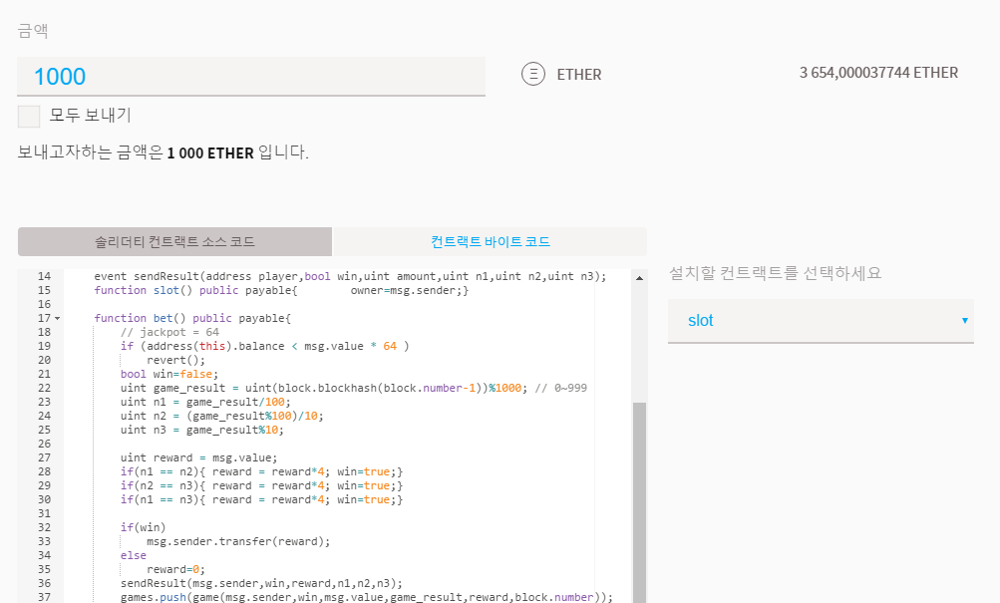 금액
1000
ETHER
3 654,000037744 ETHER
모두 보내기
보내고자하는 금액은 1 000 ETHER 입니다.
솔리더티 컨트랙트 소스 코드
컨트랙트 바이트 코드
설치할 컨트랙트를 선택하세요
slot
14 event sendResult(address player,bool win,uint amount,uint n1,uint n2,uint n3);
15 function slot() public payable{ owner=msg.sender;}
16
17 function bet() public payable{
18 // jackpot = 64
19 if (address(this).balance < msg.value * 64 )
20 revert();
21 bool win=false;
22 uint game_result = uint(block.blockhash(block.number-1))%1000; // 0~999
23 uint n1 = game_result/100;
24 uint n2 = (game_result%100)/10;
25 uint n3 = game_result%10;
26
27 uint reward = msg.value;
28 if(n1 == n2){ reward = reward*4; win=true;}
29 if(n2 == n3){ reward = reward*4; win=true;}
30 if(n1 == n3){ reward = reward*4; win=true;}
31
32 if(win)
33 msg.sender.transfer(reward);
34 else
35 reward=0;
36 sendResult(msg.sender,win,reward,n1,n2,n3);
37 games.push(game(msg.sender,win,msg.value,game_result,reward,block.number));